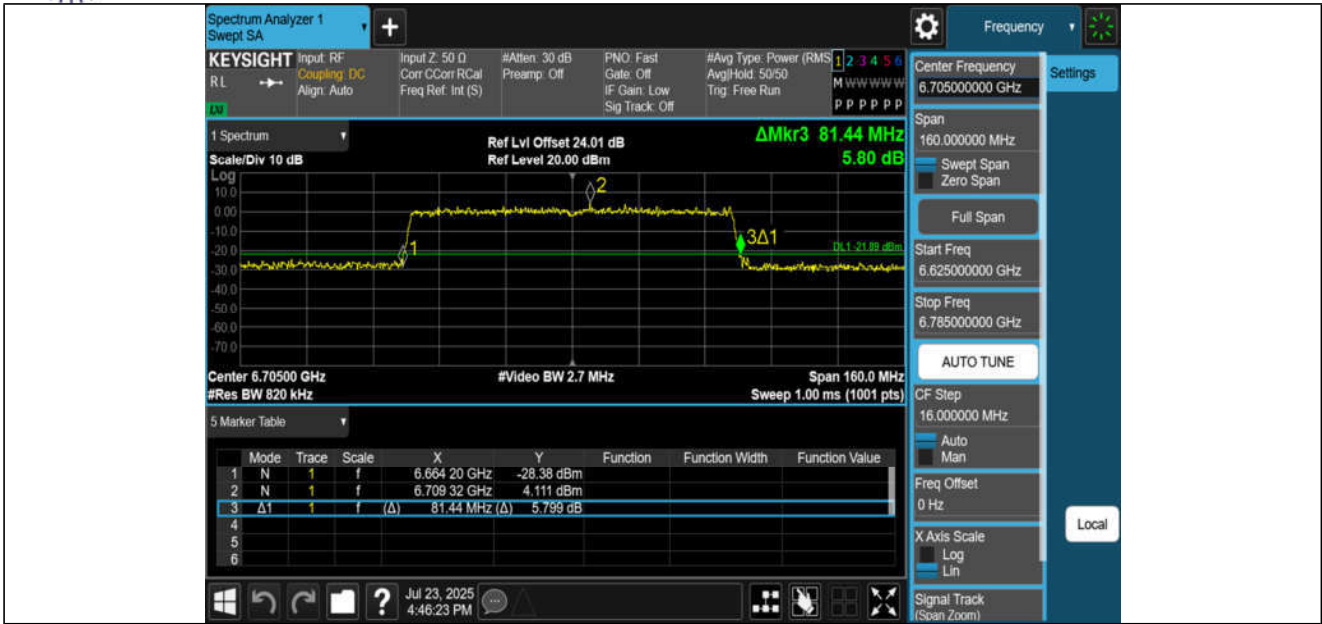 Spectrum Analyzer 1
Swept SA
+
Frequency
KEYSIGHT
RL
LXI
Input: RF
Coupling: DC
Align: Auto
Input Z: 50 Ω
Corr CCorr RCal
Freq Ref: Int (S)
#Atten: 30 dB
Preamp: Off
PNO: Fast
Gate: Off
IF Gain: Low
Sig Track: Off
#Avg Type: Power (RMS
Avg|Hold: 50/50
Trig: Free Run
1 2 3 4 5 6
M W W W W W
P P P P P P
1 Spectrum
Scale/Div 10 dB
Ref Lvl Offset 24.01 dB
Ref Level 20.00 dBm
ΔMkr3 81.44 MHz
5.80 dB
Log
10.0
0.00
-10.0
-20.0
-30.0
-40.0
-50.0
-60.0
-70.0
2
1
3Δ1
DL1 -21.89 dBm
Center 6.70500 GHz
#Res BW 820 kHz
#Video BW 2.7 MHz
Span 160.0 MHz
Sweep 1.00 ms (1001 pts)
5 Marker Table
Mode Trace Scale X Y Function Function Width Function Value
1 N 1 f 6.664 20 GHz -28.38 dBm
2 N 1 f 6.709 32 GHz 4.111 dBm
3 Δ1 1 f (Δ) 81.44 MHz (Δ) 5.799 dB
4
5
6
Jul 23, 2025
4:46:23 PM
?
Center Frequency
6.705000000 GHz
Settings
Span
160.000000 MHz
Swept Span
Zero Span
Full Span
Start Freq
6.625000000 GHz
Stop Freq
6.785000000 GHz
AUTO TUNE
CF Step
16.000000 MHz
Auto
Man
Freq Offset
0 Hz
X Axis Scale
Log
Lin
Signal Track
(Span Zoom)
Local